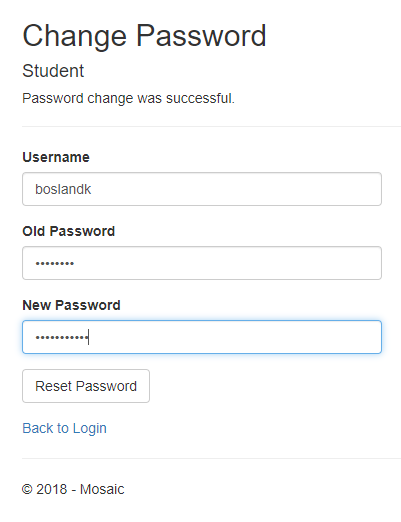 Change Password
Student
Password change was successful.
Username
boslandk
Old Password
••••••••
New Password
•••••••••••
Reset Password
Back to Login
© 2018 - Mosaic